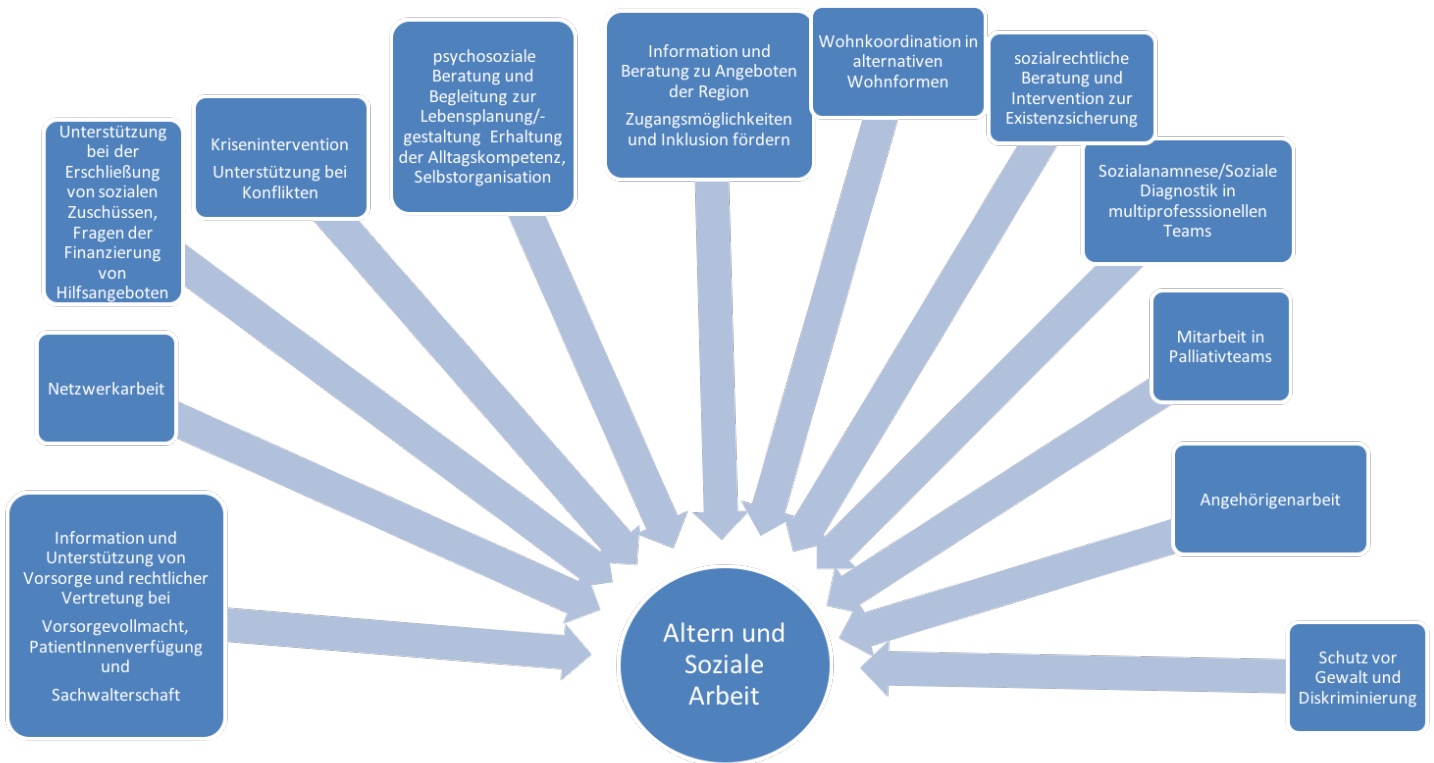 psychosoziale
Beratung und
Begleitung zur
Lebensplanung/-
gestaltung  Erhaltung
der Alltagskompetenz,
Selbstorganisation
Information und
Beratung zu Angeboten
der Region
Zugangsmöglichkeiten
und Inklusion fördern
Wohnkoordination in
alternativen
Wohnformen
sozialrechtliche
Beratung und
Intervention zur
Existenzsicherung
Unterstützung
bei der
Erschließung
von sozialen
Zuschüssen,
Fragen der
Finanzierung
von
Hilfsangeboten
Krisenintervention
Unterstützung bei
Konflikten
Sozialanamnese/Soziale
Diagnostik in
multiprofesssionellen
Teams
Mitarbeit in
Palliativteams
Netzwerkarbeit
Angehörigenarbeit
Information und
Unterstützung von
Vorsorge und rechtlicher
Vertretung bei
Vorsorgevollmacht,
PatientInnenverfügung
und
Sachwalterschaft
Altern und
Soziale
Arbeit
Schutz vor
Gewalt und
Diskriminierung